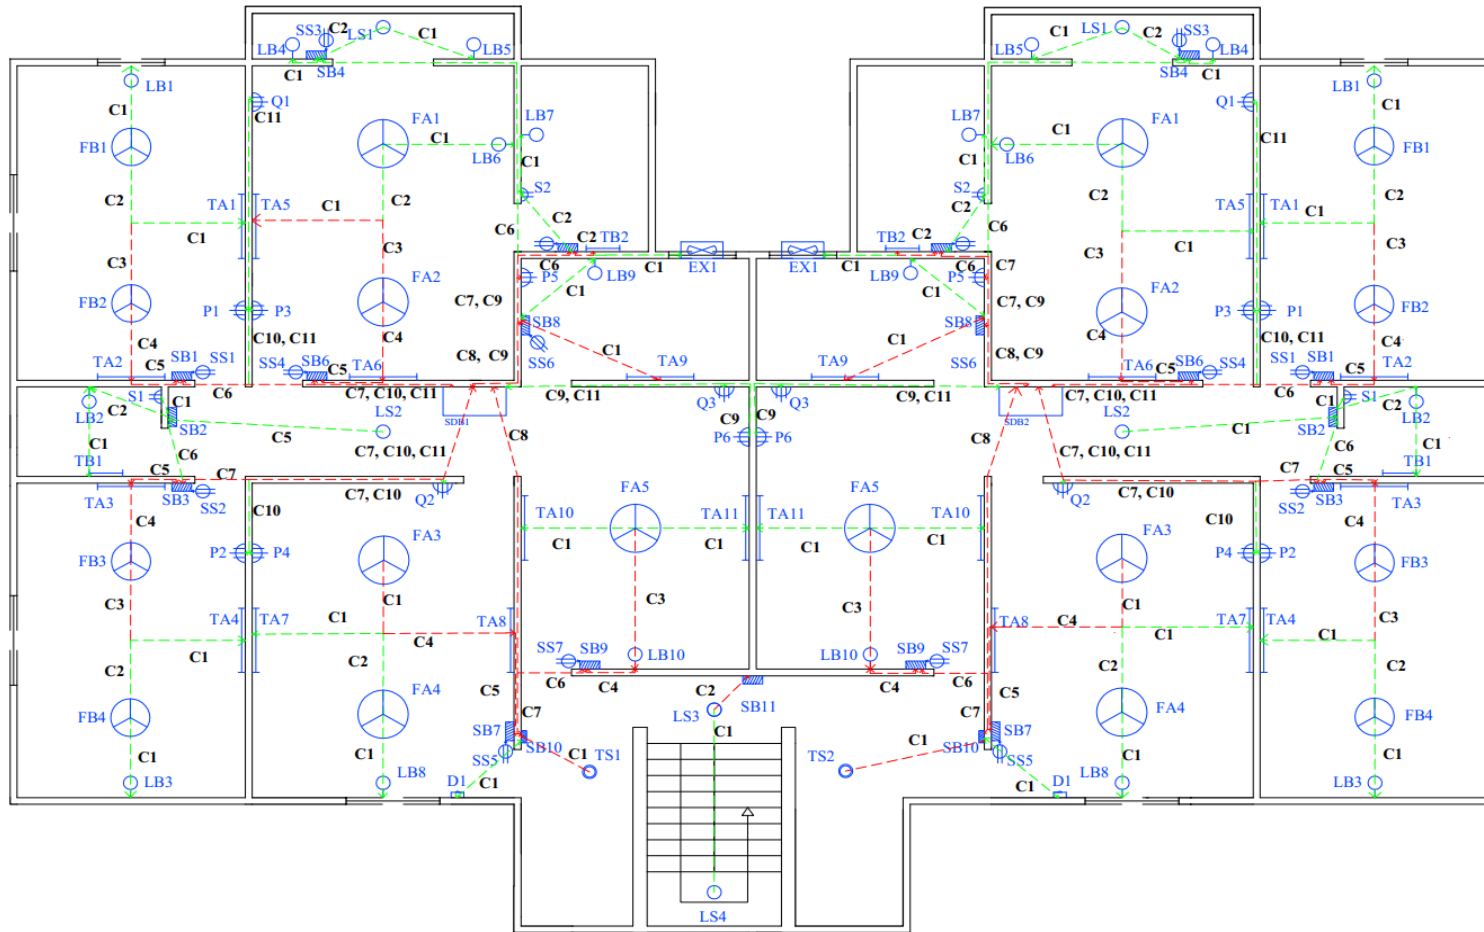 C2 SS3 LS1 C1 LB5 LB4 SB4 C1
LB5 C1 LS1 C2 SS3 LB4 SB4 C1
C1 LB1 Q1 C11 FB1 FA1 C1 LB7 LB6 C1
LB7 LB6 C1 FA1 C1 Q1 C11 LB1 C1 FB1
C2 TA1 TA5 C1 C2 S2 C2 C6 C2 TB2
S2 C2 TB2 C2 C6 C2 TA5 TA1 C2 C1 C1
C1 C3 C3 C6 P5 LB9 C1 EX1
EX1 C1 LB9 C6 C7 P5 C3 C3
FB2 P1 P3 FA2 C7, C9 C1 SB8
C7, C9 C1 SB8 FA2 P3 P1 FB2
C10, C11 C4 C4 C8, C9 SS6 C1 TA9
C1 TA9 SS6 C8, C9 C4 C10, C11 C4
TA2 C5 SB1 SS1 SS4 SB6 C5 TA6
TA6 C5 SB6 SS4 SS1 SB1 C5 TA2
C6 C7, C10, C11 C9, C11 Q3
Q3 C9, C11 C7, C10, C11 C6
LB2 C2 S1 C1 SB2 LS2 SDB1 C9 P6
C9 P6 SDB2 LS2 SB2 C1 S1 C2 LB2
C1 C5 C6 C7, C10, C11 C8
C8 C7, C10, C11 C1 C6 C1
TB1 C5 C7 C7, C10 Q2
Q2 C7, C10 C7 C5 TB1
TA3 SB3 SS2 C10 C4 TA10 FA5 TA11
TA11 FA5 TA10 C10 SS2 SB3 TA3 C4
FB3 P2 P4 FA3 C1 C1
C1 C1 FA3 P4 P2 FB3
C3 TA4 TA7 C1 C1 C4 TA8 C3
C3 TA8 C4 C1 C1 TA7 TA4 C3
C1 C2 C2 SS7 SB9 LB10 C6 C4
LB10 SB9 SS7 C4 C6 C2 C1 C2
FB4 FA4 C5 C7 SB7 SB10 SS5 C2 LS3 SB11
C5 C7 SB7 SB10 SS5 FA4 FB4
C1 LB3 C1 LB8 D1 C1 C1 TS1 C1
TS2 C1 C1 D1 LB8 C1 LB3 C1
LS4